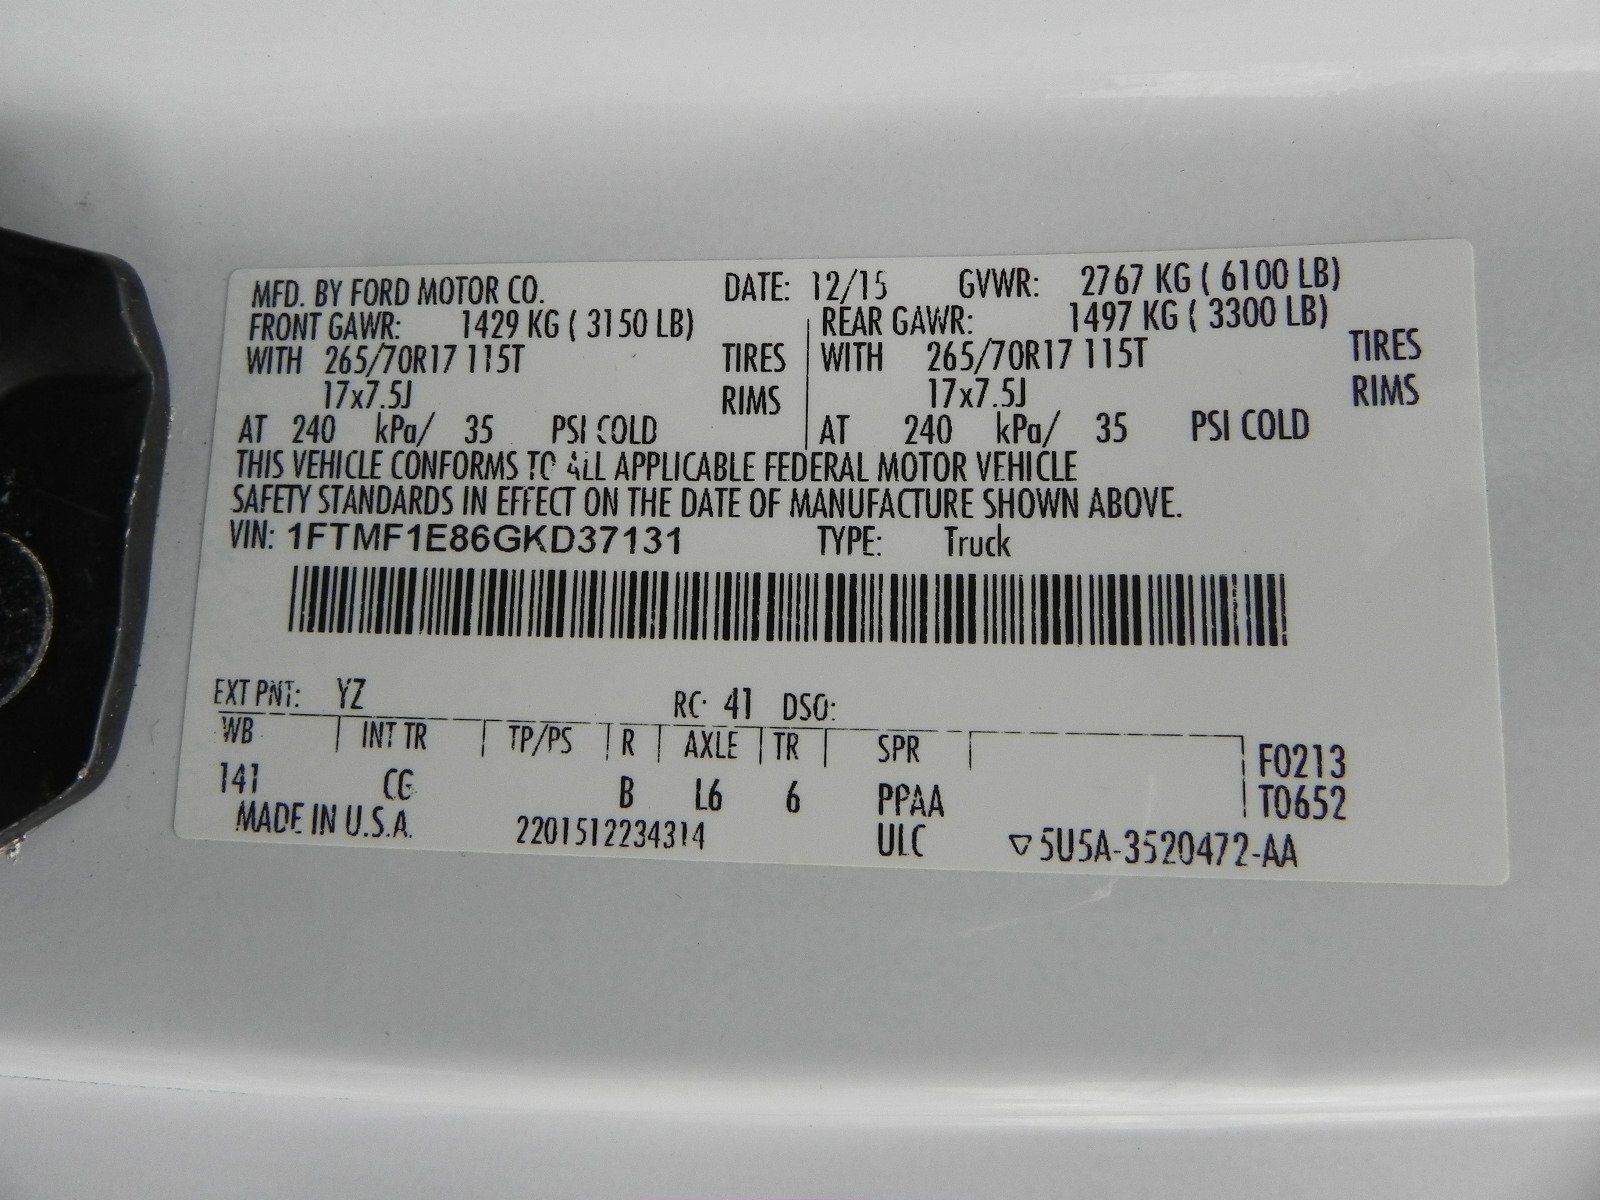 MFD. BY FORD MOTOR CO. DATE: 12/15 GVWR: 2767 KG ( 6100 LB)
FRONT GAWR: 1429 KG ( 3150 LB) REAR GAWR: 1497 KG ( 3300 LB)
WITH 265/70R17 115T TIRES WITH 265/70R17 115T TIRES
17x7.5J RIMS 17x7.5J RIMS
AT 240 kPa/ 35 PSI COLD AT 240 kPa/ 35 PSI COLD
THIS VEHICLE CONFORMS TO ALL APPLICABLE FEDERAL MOTOR VEHICLE
SAFETY STANDARDS IN EFFECT ON THE DATE OF MANUFACTURE SHOWN ABOVE.
VIN: 1FTMF1E86GKD37131 TYPE: Truck
EXT PNT: YZ RC: 41 DSO:
WB INT TR TP/PS R AXLE TR SPR F0213
141 CG B L6 6 PPAA T0652
MADE IN U.S.A. 2201512234314 ULC ▽5U5A-3520472-AA